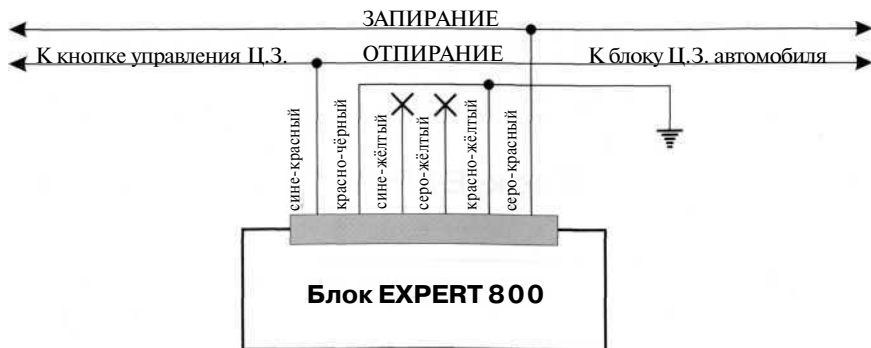 ЗАПИРАНИЕ
К кнопке управления Ц.З. ОТПИРАНИЕ К блоку Ц.З. автомобиля
сине-красный
красно-чёрный
сине-жёлтый
серо-жёлтый
красно-жёлтый
серо-красный
Блок EXPERT 800